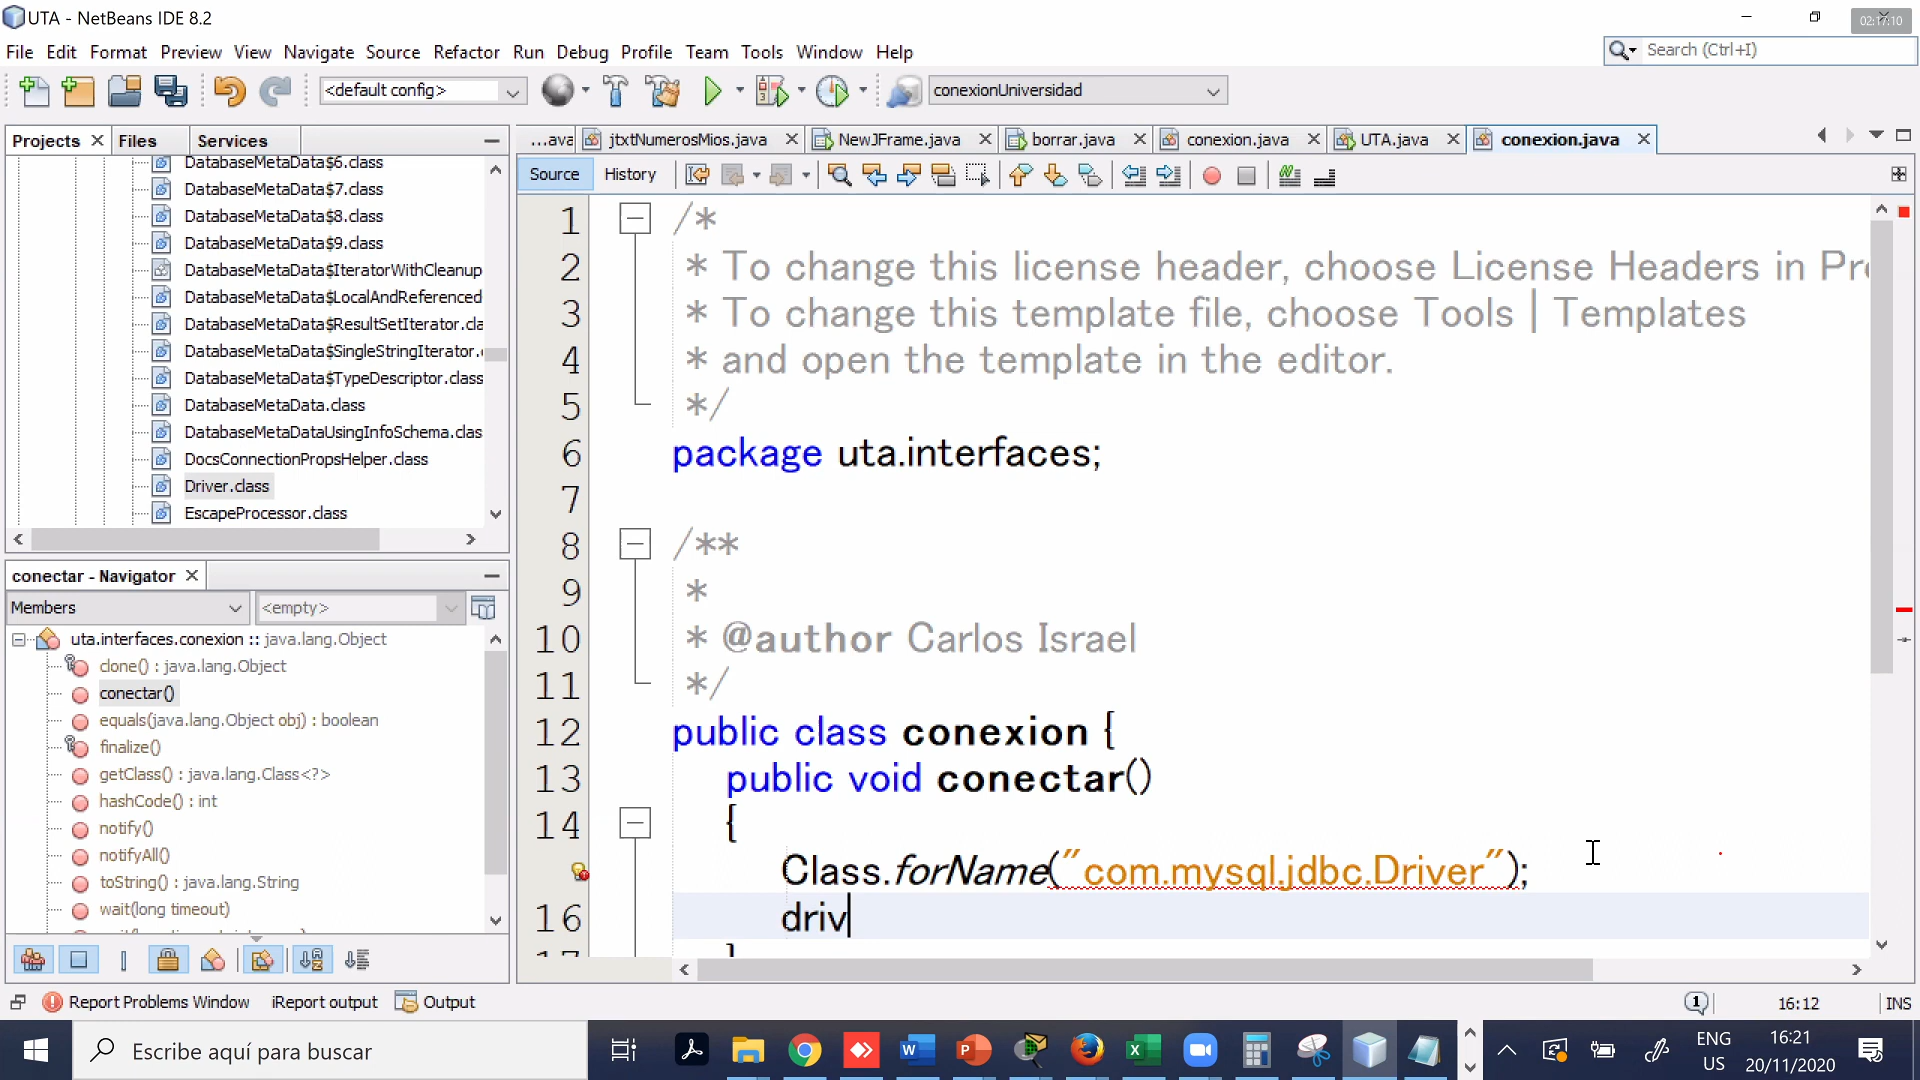 UTA - NetBeans IDE 8.2
02:17:10
File Edit Format Preview View Navigate Source Refactor Run Debug Profile Team Tools Window Help
Search (Ctrl+I)
<default config>
conexionUniversidad
Projects Files Services
...ava jtxtNumerosMios.java NewJFrame.java borrar.java conexion.java UTA.java conexion.java
Source History
DatabaseMetaData$6.class
DatabaseMetaData$7.class
DatabaseMetaData$8.class
DatabaseMetaData$9.class
DatabaseMetaData$IteratorWithCleanup
DatabaseMetaData$LocalAndReferenced
DatabaseMetaData$ResultSetIterator.cla
DatabaseMetaData$SingleStringIterator.
DatabaseMetaData$TypeDescriptor.class
DatabaseMetaData.class
DatabaseMetaDataUsingInfoSchema.clas
DocsConnectionPropsHelper.class
Driver.class
EscapeProcessor.class
conectar - Navigator
Members
<empty>
uta.interfaces.conexion :: java.lang.Object
clone() : java.lang.Object
conectar()
equals(java.lang.Object obj) : boolean
finalize()
getClass() : java.lang.Class<?>
hashCode() : int
notify()
notifyAll()
toString() : java.lang.String
wait(long timeout)
1 /*
2 * To change this license header, choose License Headers in Pro
3 * To change this template file, choose Tools | Templates
4 * and open the template in the editor.
5 */
6 package uta.interfaces;
7
8 /**
9 *
10 * @author Carlos Israel
11 */
12 public class conexion {
13 public void conectar()
14 {
Class.forName("com.mysql.jdbc.Driver");
16 driv
17 }
Report Problems Window iReport output Output
1
16:12
INS
Escribe aquí para buscar
ENG
US
16:21
20/11/2020